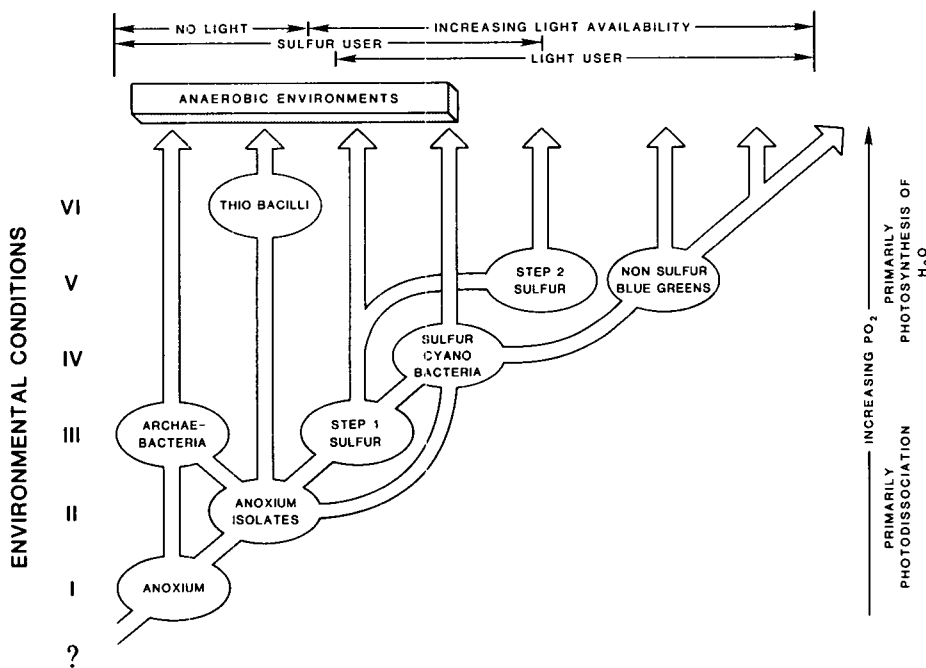 NO LIGHT
INCREASING LIGHT AVAILABILITY
SULFUR USER
LIGHT USER
ANAEROBIC ENVIRONMENTS
ENVIRONMENTAL CONDITIONS
VI
V
IV
III
II
I
?
THIO BACILLI
STEP 2
SULFUR
NON SULFUR
BLUE GREENS
SULFUR
CYANO
BACTERIA
ARCHAE-
BACTERIA
STEP 1
SULFUR
ANOXIUM
ISOLATES
ANOXIUM
INCREASING PO2
PRIMARILY
PHOTOSYNTHESIS OF
H2O
PRIMARILY
PHOTODISSOCIATION